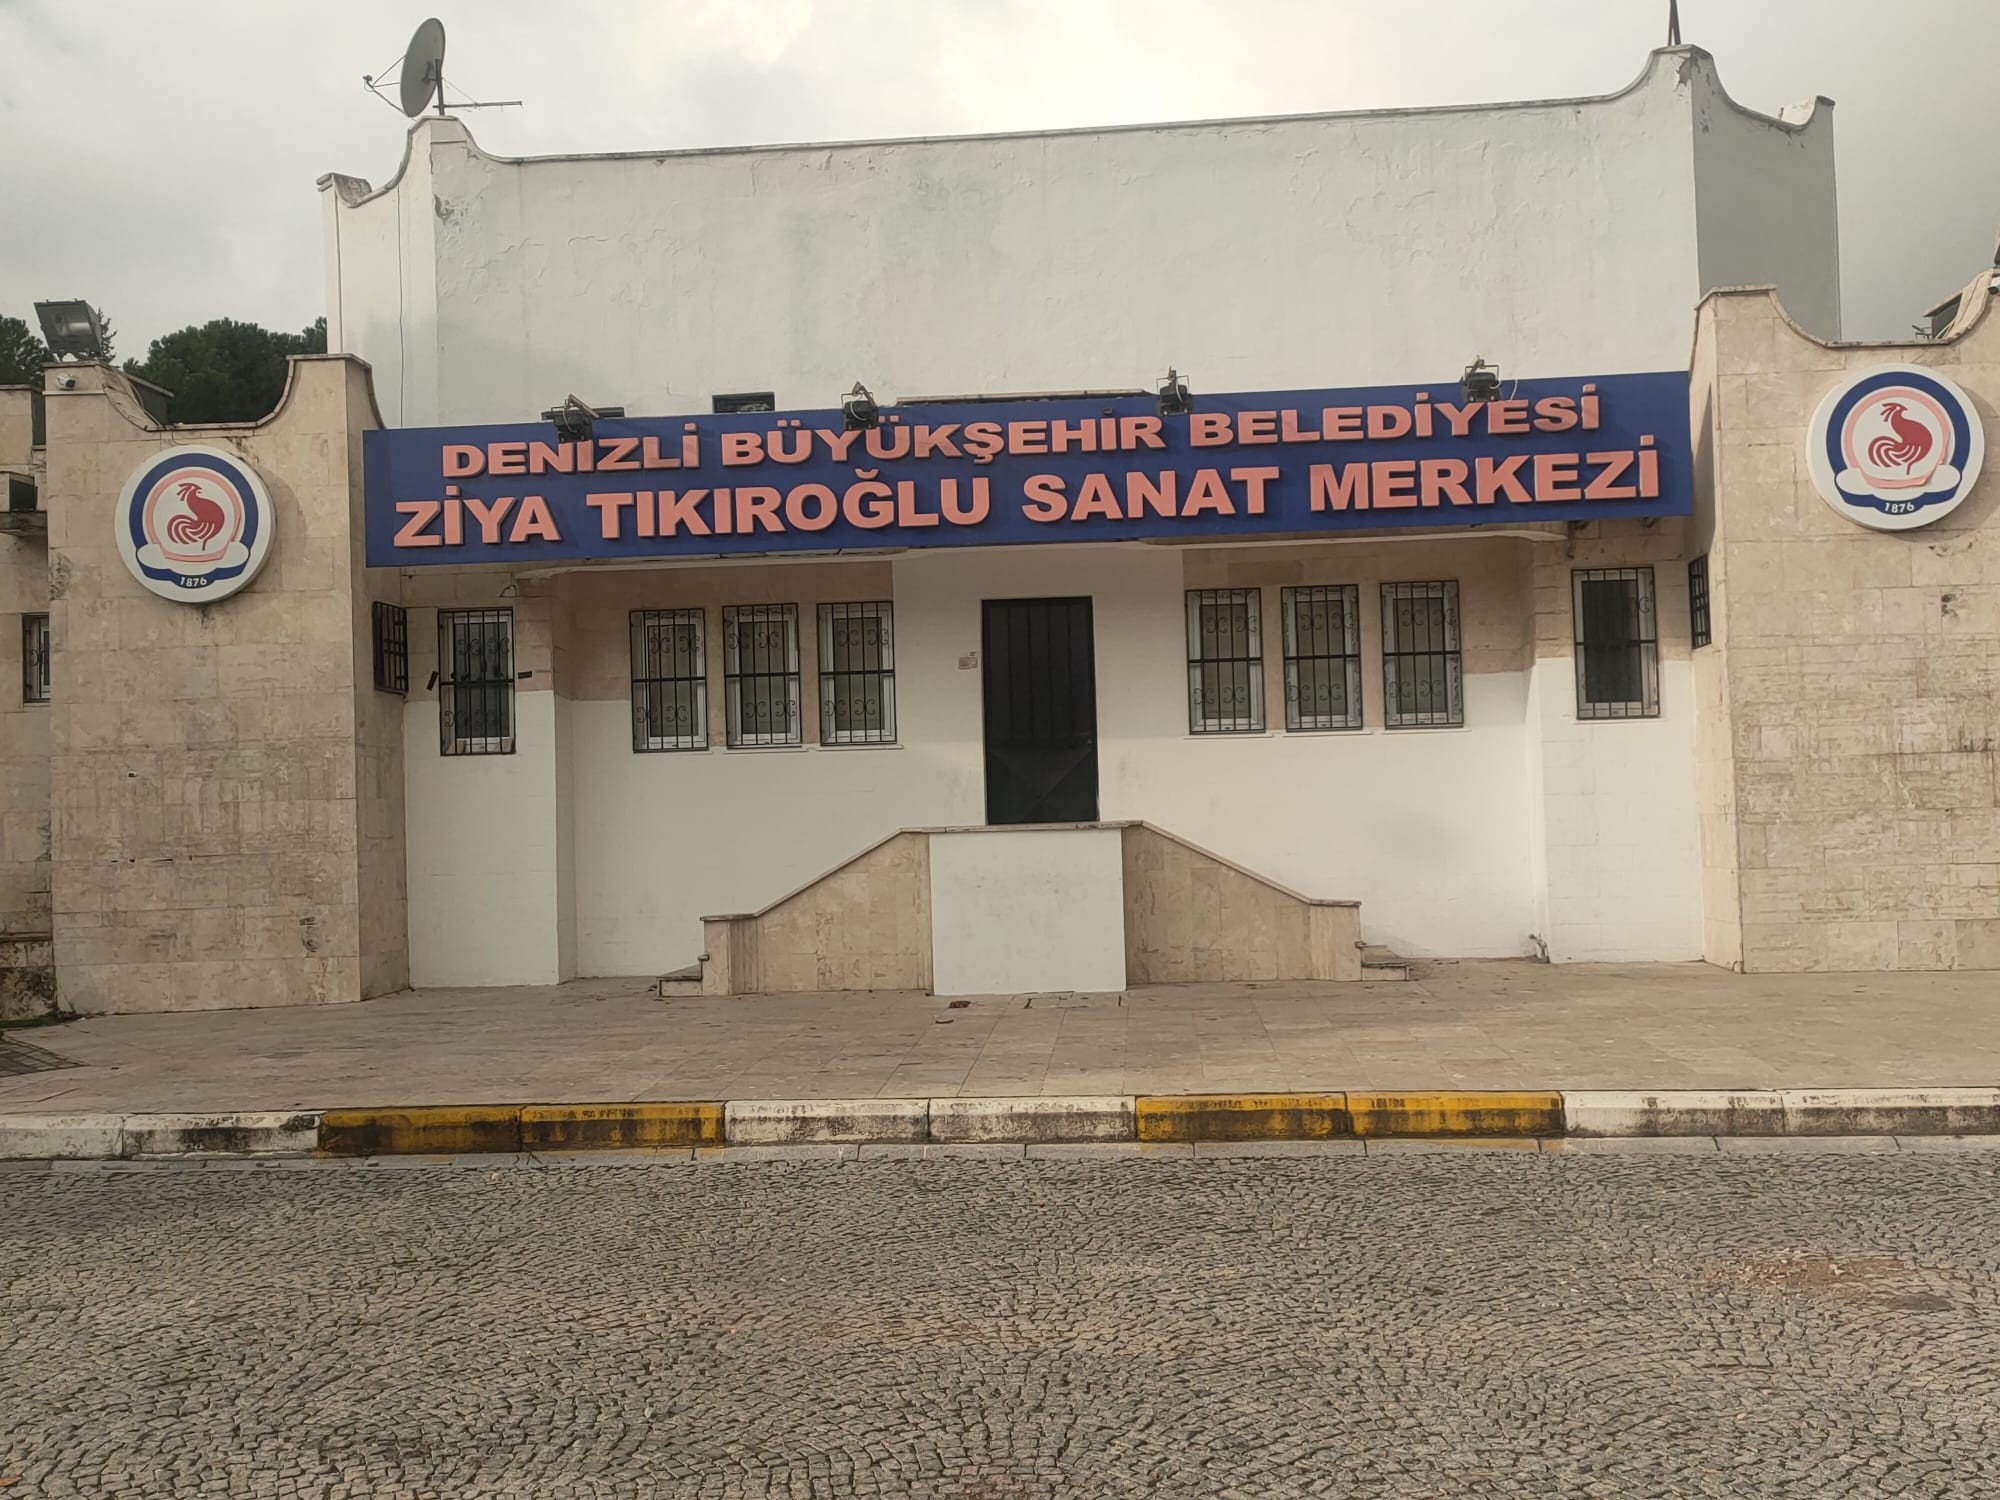 DENİZLİ BÜYÜKŞEHİR BELEDİYESİ
ZİYA TIKIROĞLU SANAT MERKEZİ
1876
1876